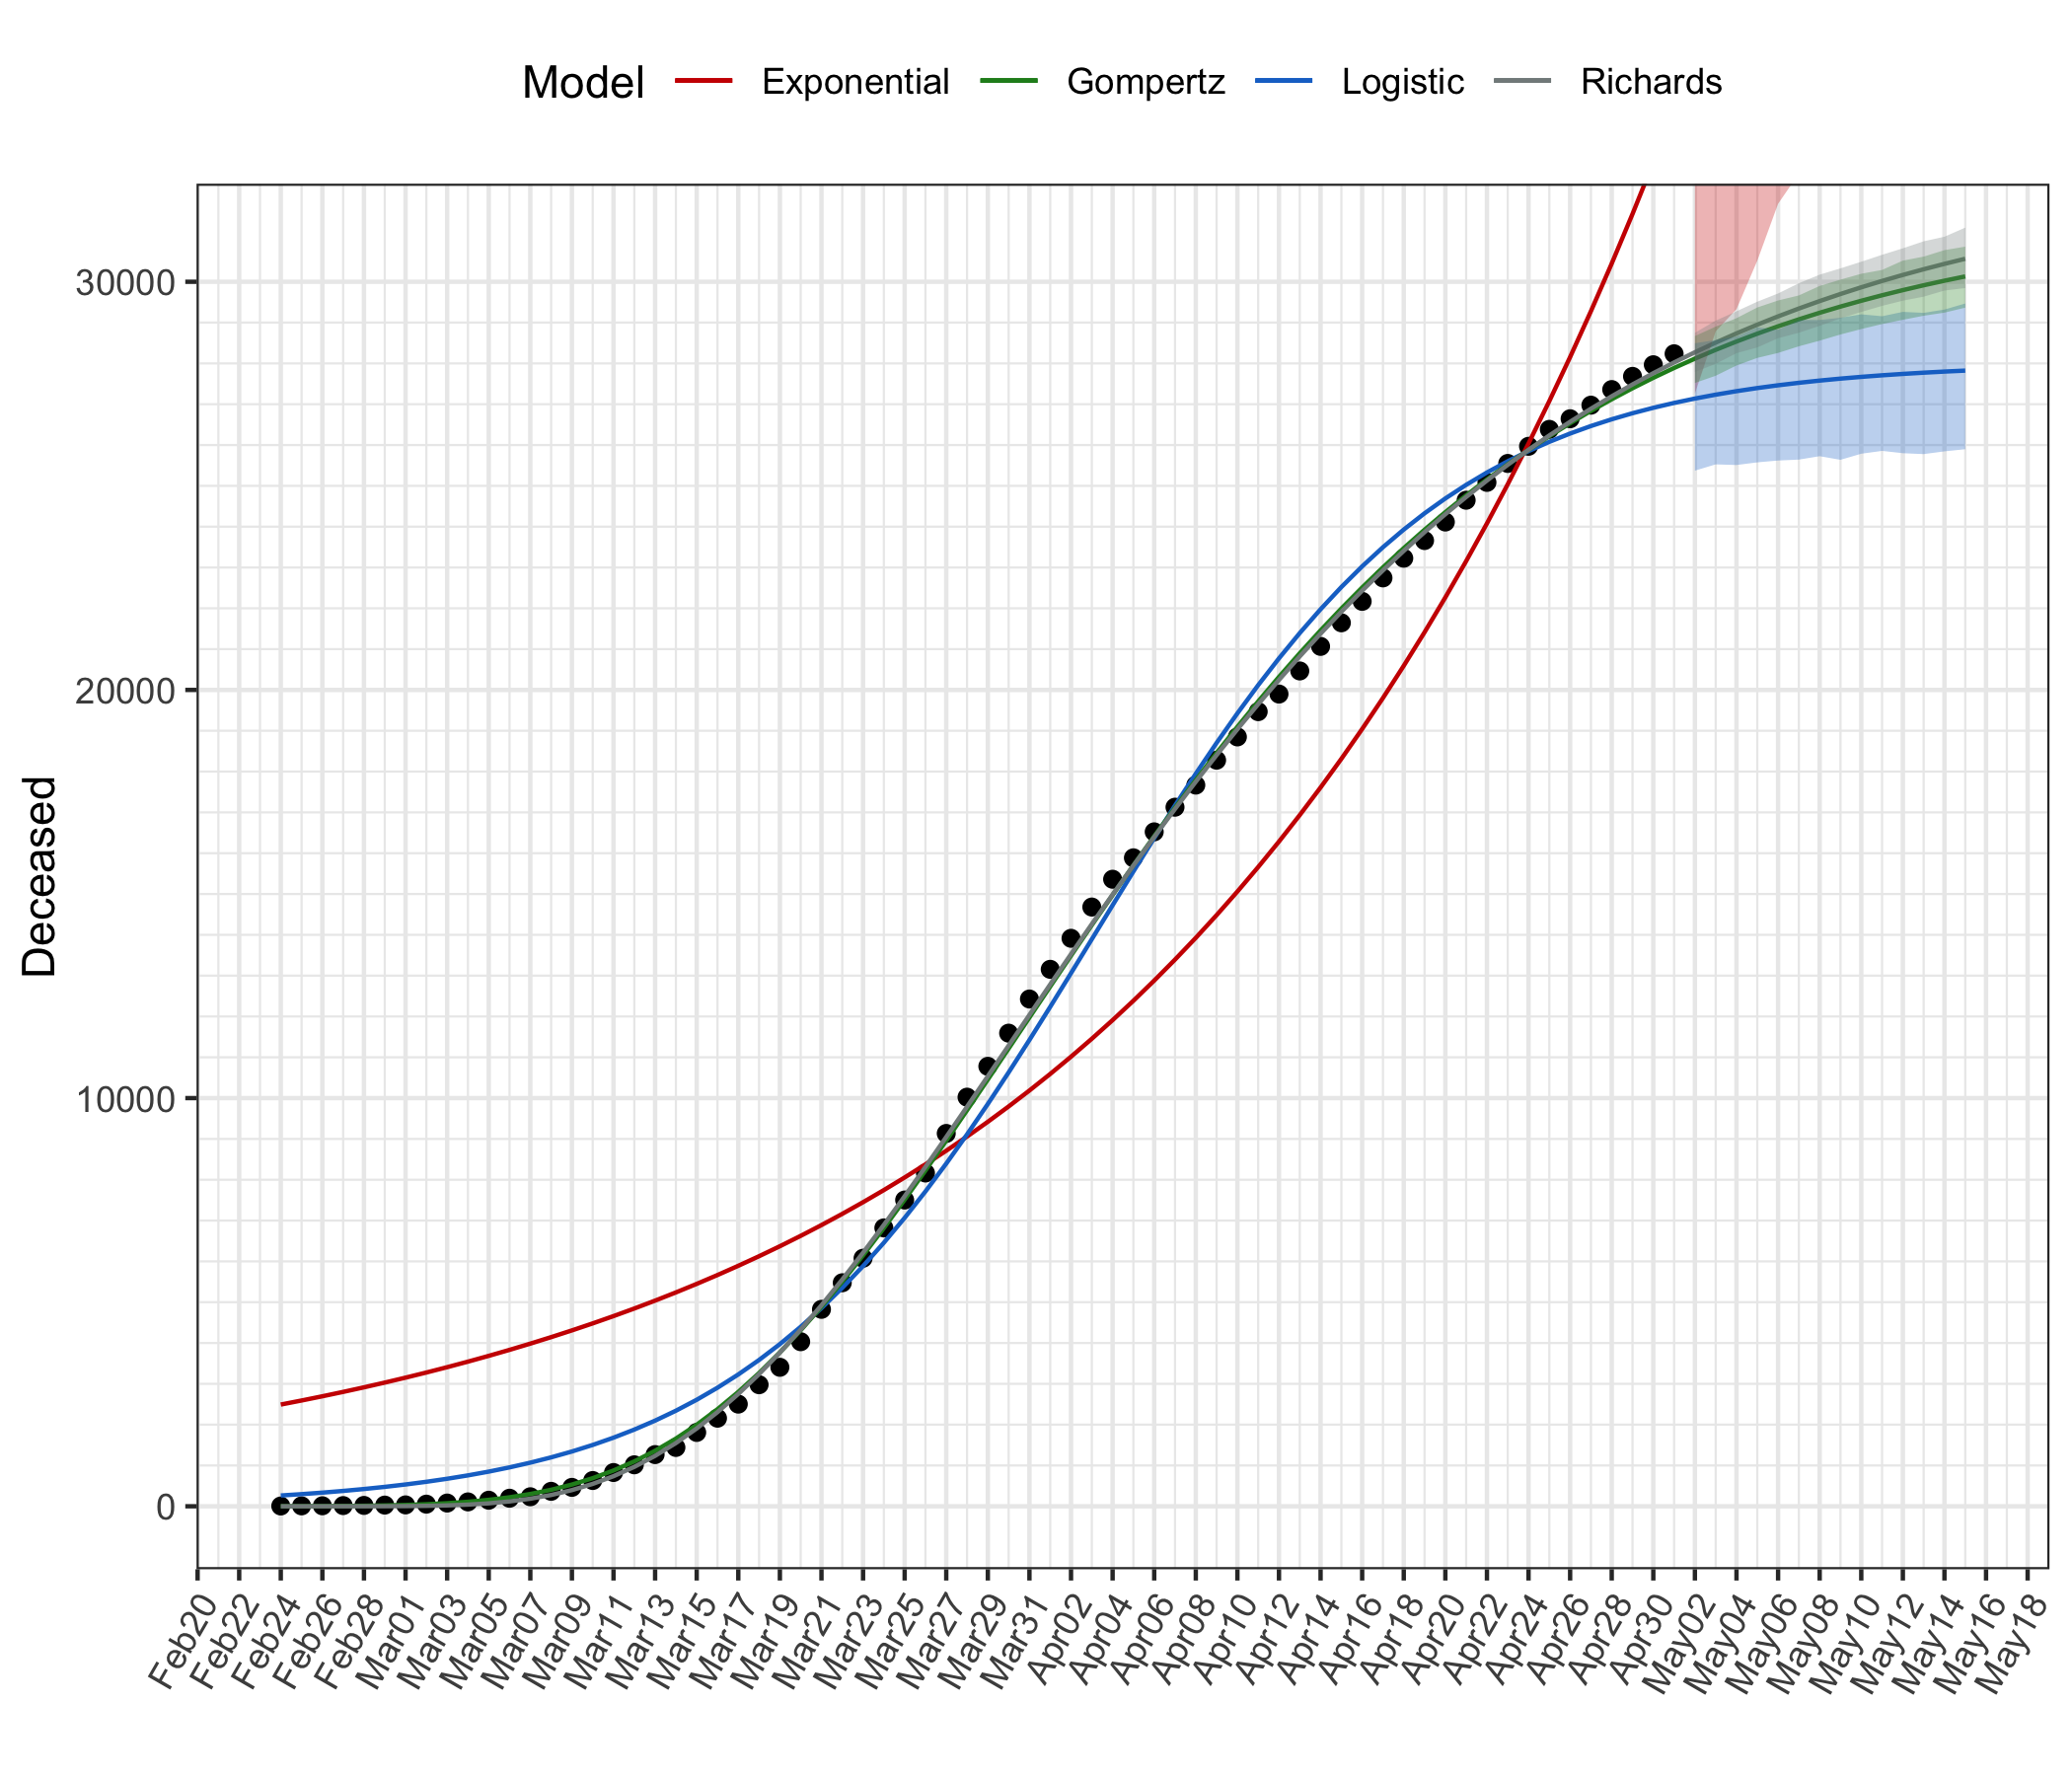 Model Exponential Gompertz Logistic Richards
30000
20000
10000
0
Deceased
Feb20 Feb22 Feb24 Feb26 Feb28 Mar01 Mar03 Mar05 Mar07 Mar09 Mar11 Mar13 Mar15 Mar17 Mar19 Mar21 Mar23 Mar25 Mar27 Mar29 Mar31 Apr02 Apr04 Apr06 Apr08 Apr10 Apr12 Apr14 Apr16 Apr18 Apr20 Apr22 Apr24 Apr26 Apr28 Apr30 May02 May04 May06 May08 May10 May12 May14 May16 May18